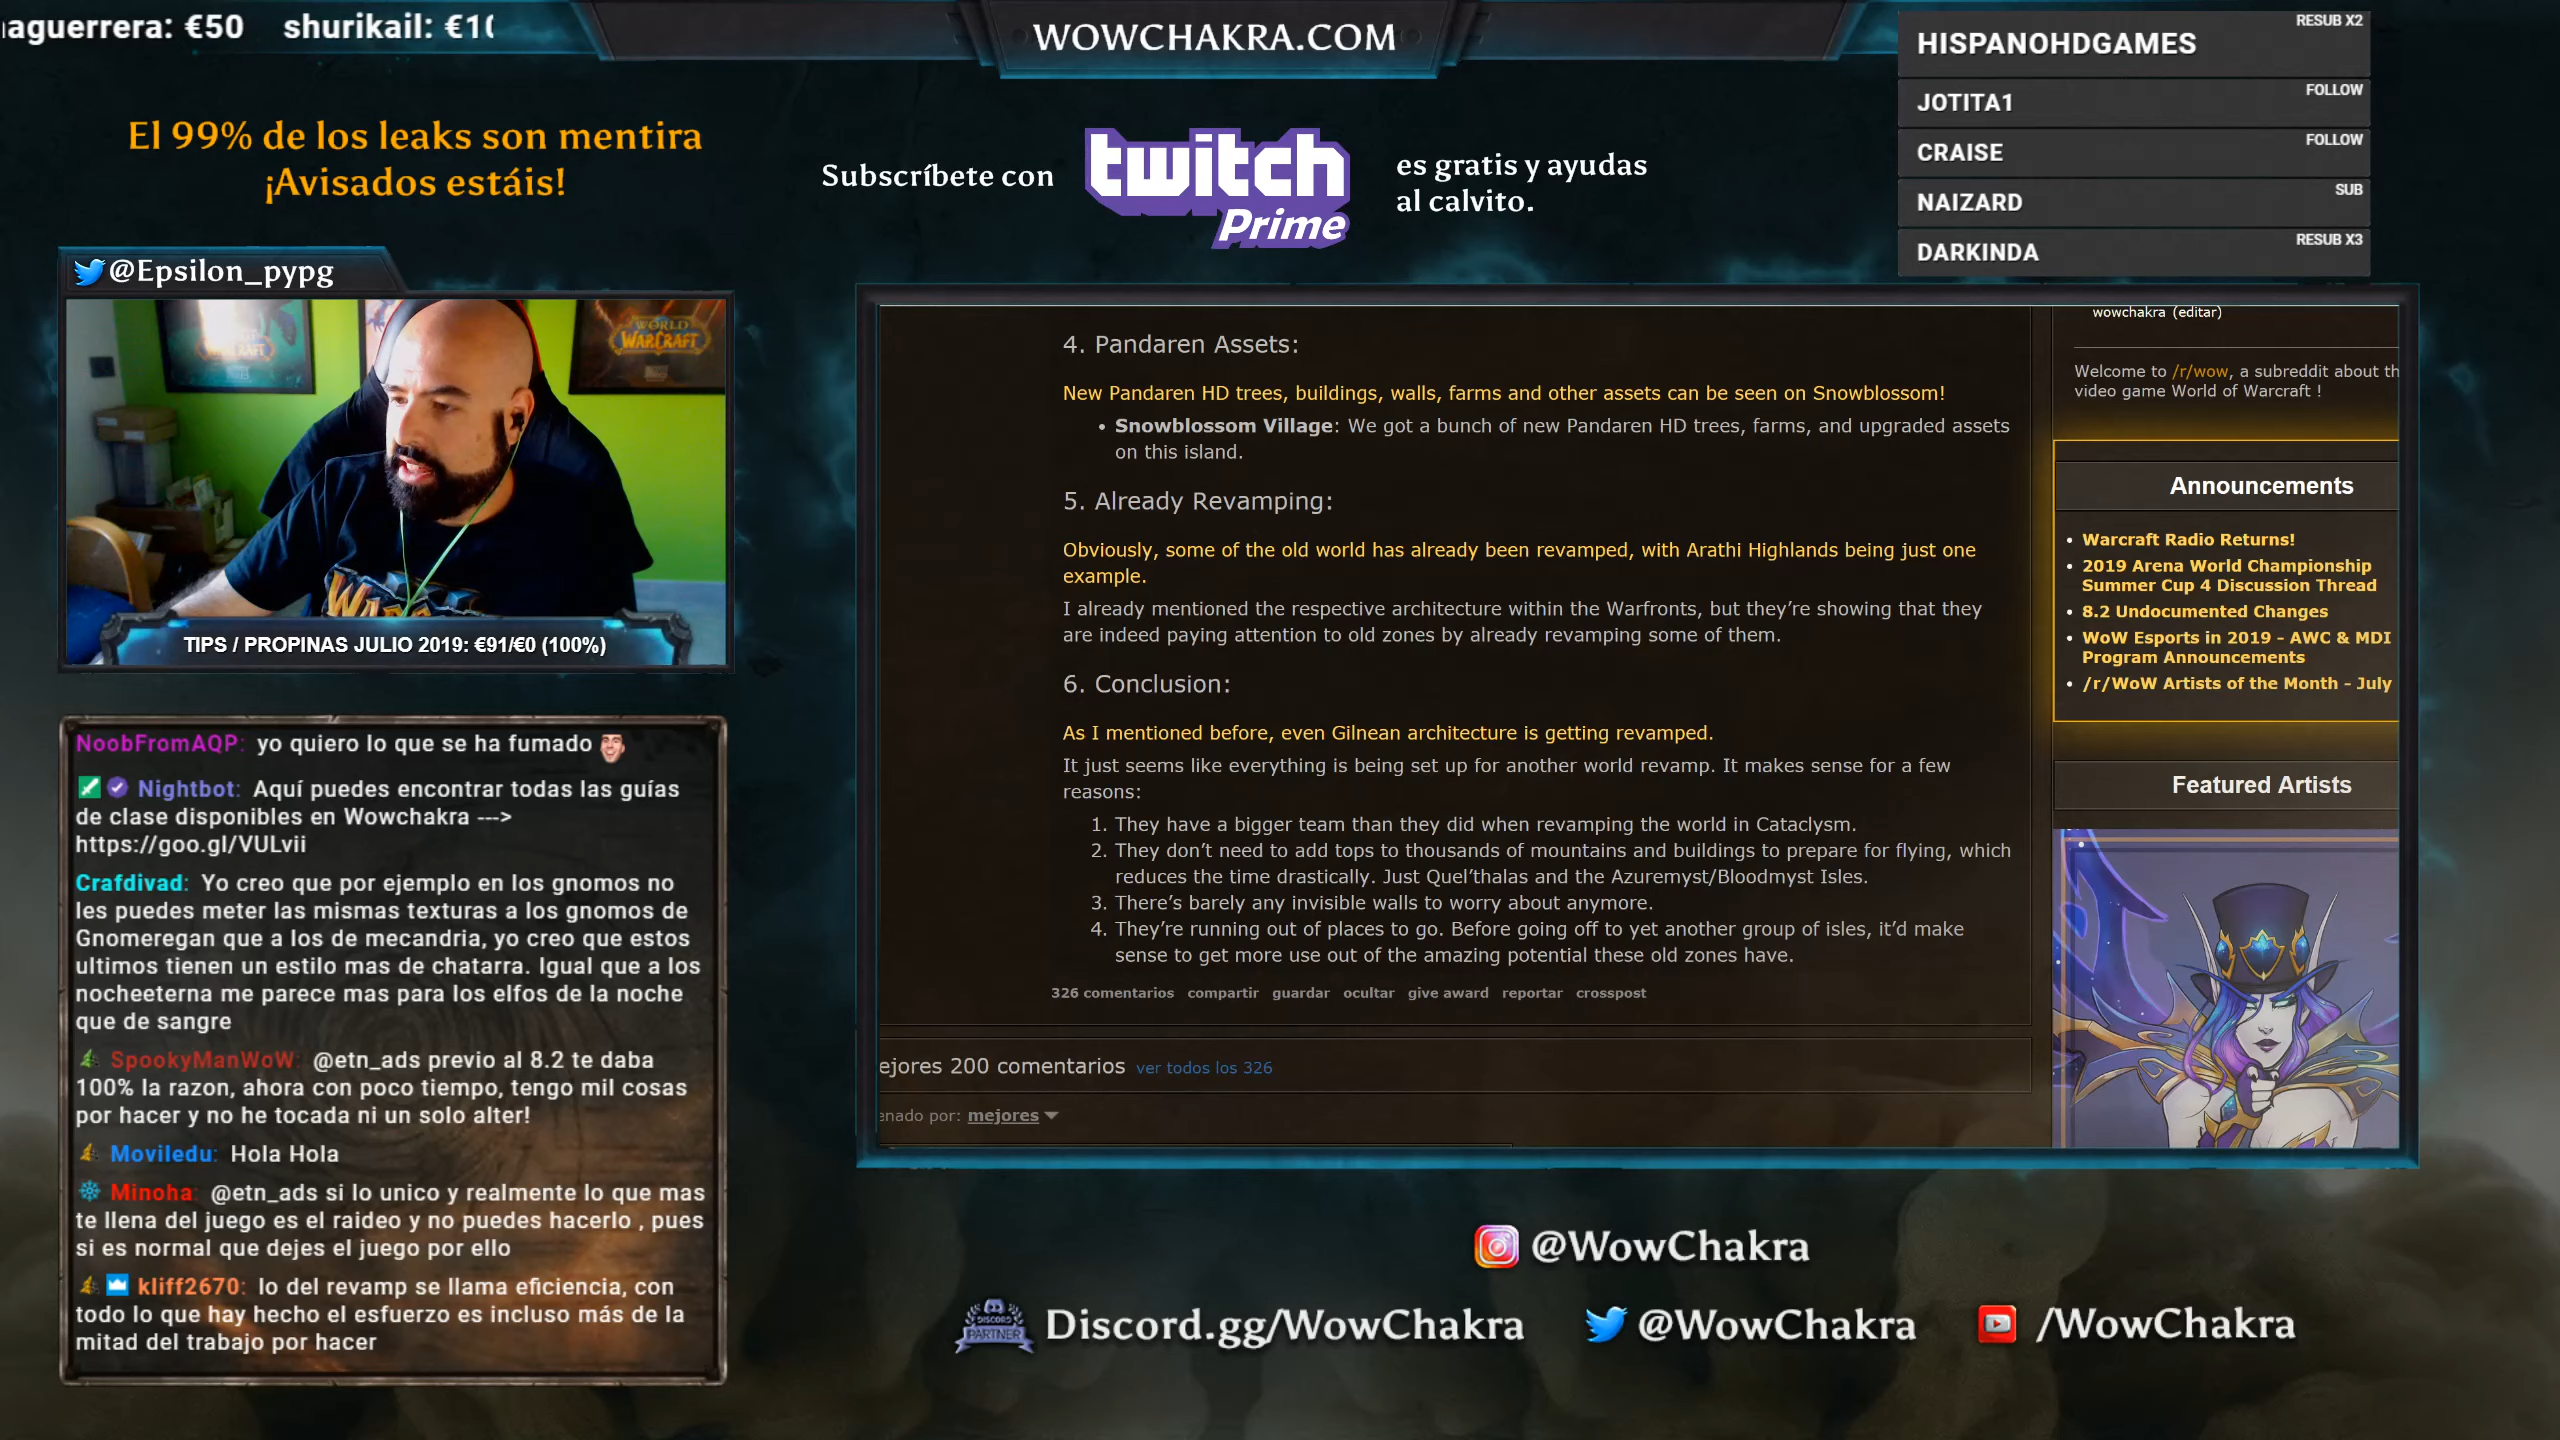 aguerrera: €50 shurikail: €10
WOWCHAKRA.COM
El 99% de los leaks son mentira
¡Avisados estáis!
Subscríbete con
twitch
Prime
es gratis y ayudas
al calvito.
RESUB X2
HISPANOHDGAMES
FOLLOW
JOTITA1
FOLLOW
CRAISE
SUB
NAIZARD
RESUB X3
DARKINDA
@Epsilon_pypg
WORLD
WARCRAFT
TIPS / PROPINAS JULIO 2019: €91/€0 (100%)
NoobFromAQP: yo quiero lo que se ha fumado
Nightbot: Aquí puedes encontrar todas las guías
de clase disponibles en Wowchakra --->
https://goo.gl/VULvii
Crafdivad: Yo creo que por ejemplo en los gnomos no
les puedes meter las mismas texturas a los gnomos de
Gnomeregan que a los de mecandria, yo creo que estos
ultimos tienen un estilo mas de chatarra. Igual que a los
nocheeterna me parece mas para los elfos de la noche
que de sangre
SpookyManWoW: @etn_ads previo al 8.2 te daba
100% la razon, ahora con poco tiempo, tengo mil cosas
por hacer y no he tocada ni un solo alter!
Moviledu: Hola Hola
Minoha: @etn_ads si lo unico y realmente lo que mas
te llena del juego es el raideo y no puedes hacerlo , pues
si es normal que dejes el juego por ello
kliff2670: lo del revamp se llama eficiencia, con
todo lo que hay hecho el esfuerzo es incluso más de la
mitad del trabajo por hacer
4. Pandaren Assets:
New Pandaren HD trees, buildings, walls, farms and other assets can be seen on Snowblossom!
• Snowblossom Village: We got a bunch of new Pandaren HD trees, farms, and upgraded assets
on this island.
5. Already Revamping:
Obviously, some of the old world has already been revamped, with Arathi Highlands being just one
example.
I already mentioned the respective architecture within the Warfronts, but they're showing that they
are indeed paying attention to old zones by already revamping some of them.
6. Conclusion:
As I mentioned before, even Gilnean architecture is getting revamped.
It just seems like everything is being set up for another world revamp. It makes sense for a few
reasons:
1. They have a bigger team than they did when revamping the world in Cataclysm.
2. They don't need to add tops to thousands of mountains and buildings to prepare for flying, which
reduces the time drastically. Just Quel'thalas and the Azuremyst/Bloodmyst Isles.
3. There's barely any invisible walls to worry about anymore.
4. They're running out of places to go. Before going off to yet another group of isles, it'd make
sense to get more use out of the amazing potential these old zones have.
326 comentarios compartir guardar ocultar give award reportar crosspost
ejores 200 comentarios ver todos los 326
enado por: mejores
wowchakra (editar)
Welcome to /r/wow, a subreddit about th
video game World of Warcraft !
Announcements
• Warcraft Radio Returns!
• 2019 Arena World Championship
Summer Cup 4 Discussion Thread
• 8.2 Undocumented Changes
• WoW Esports in 2019 - AWC & MDI
Program Announcements
• /r/WoW Artists of the Month - July
Featured Artists
@WowChakra
DISCORD
PARTNER
Discord.gg/WowChakra
@WowChakra
/WowChakra